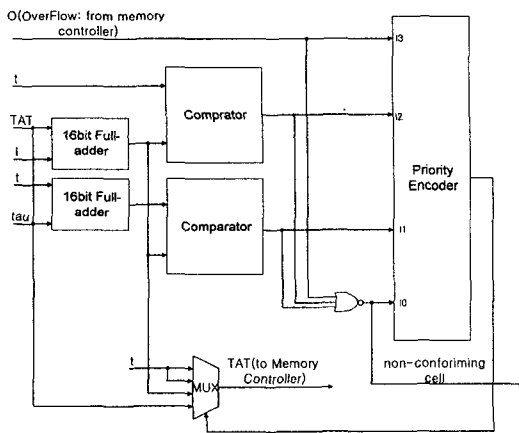 O(OverFlow: from memory
controller)
t
TAT
I
t
tau
16bit Full-
adder
16bit Full-
adder
Comprator
Comparator
I3
I2
I1
I0
Priority
Encoder
t
MUX
TAT(to Memory
Controller)
non-conforiming
cell